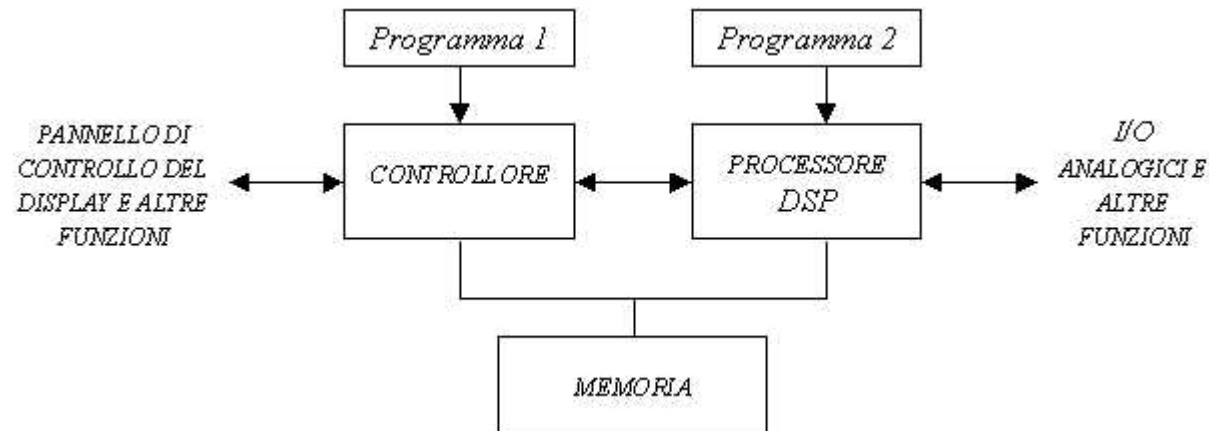 Programma 1
Programma 2
PANNELLO DI
CONTROLLO DEL
DISPLAY E ALTRE
FUNZIONI
CONTROLLORE
PROCESSORE
DSP
I/O
ANALOGICI E
ALTRE
FUNZIONI
MEMORIA